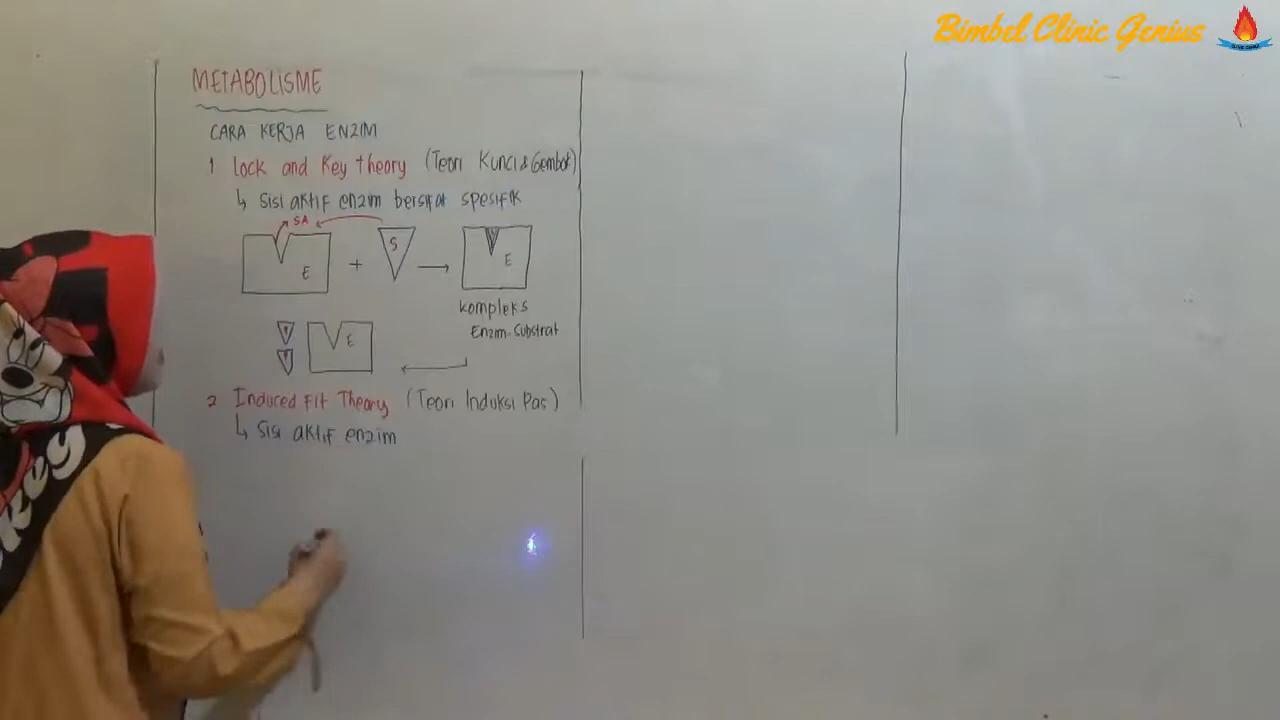 Bimbel Clinic Genius
METABOLISME
CARA KERJA ENZIM
1 Lock and Key theory (Teori Kunci & Gembok)
↳ Sisi aktif enzim bersifat spesifik
SA
E
+
S
→
E
kompleks
Enzim-Substrat
P
P
E
2 Induced Fit Theory (Teori Induksi Pas)
↳ Sisi aktif enzim